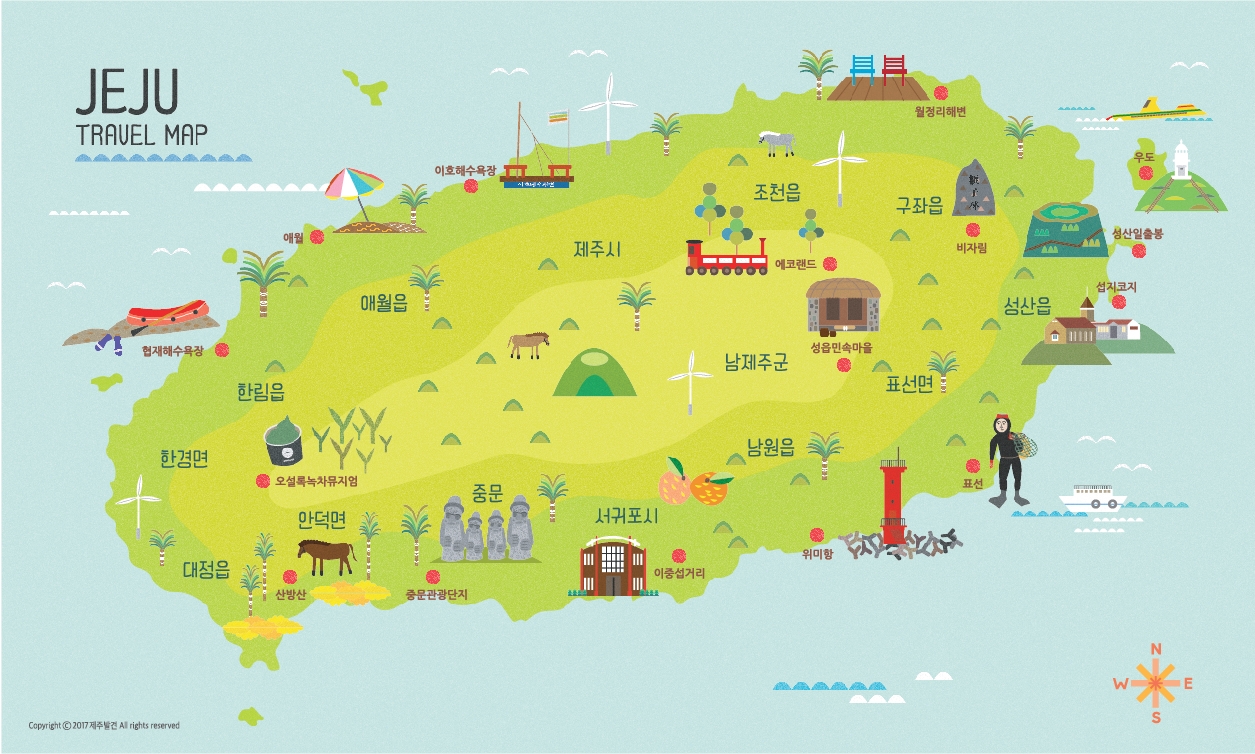 JEJU
TRAVEL MAP
월정리해변
우도
이호해수욕장
조천읍
구좌읍
비자림
성산일출봉
애월
제주시
에코랜드
섭지코지
애월읍
성산읍
협재해수욕장
성읍민속마을
남제주군
표선면
한림읍
한경면
오설록녹차뮤지엄
남원읍
표선
중문
안덕면
서귀포시
위미항
대정읍
산방산
중문관광단지
이중섭거리
N
W
E
S
Copyright ⓒ 2017 제주발견 All rights reserved